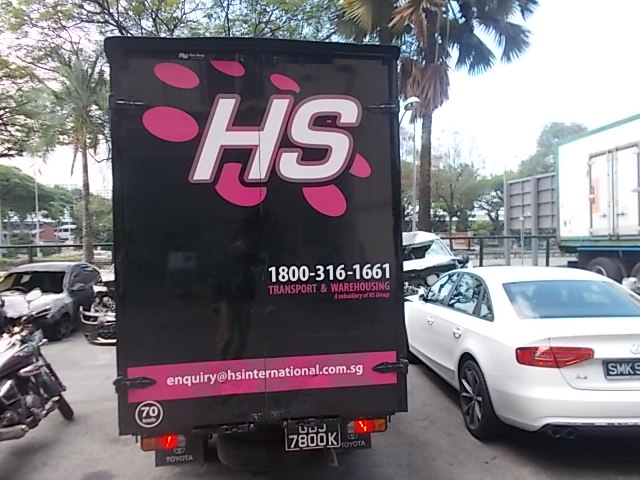 HS
1800-316-1661
TRANSPORT & WAREHOUSING
A subsidiary of HS Group
enquiry@hsinternational.com.sg
70
km/h
GBJ
7800K
TOYOTA
TOYOTA
A4
SMK